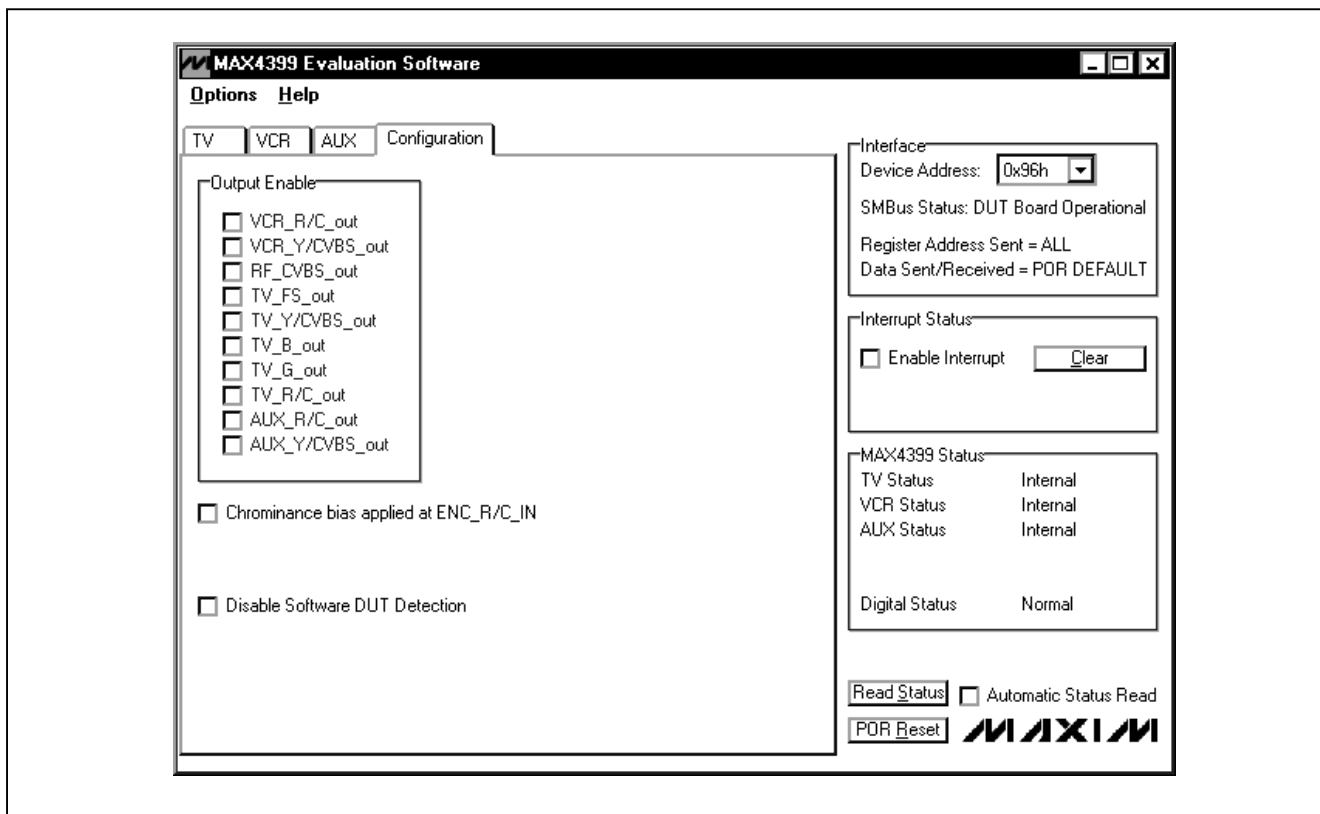 MAX4399 Evaluation Software
Options Help
TV VCR AUX Configuration
Output Enable
VCR_R/C_out
VCR_Y/CVBS_out
RF_CVBS_out
TV_FS_out
TV_Y/CVBS_out
TV_B_out
TV_G_out
TV_R/C_out
AUX_R/C_out
AUX_Y/CVBS_out
Chrominance bias applied at ENC_R/C_IN
Disable Software DUT Detection
Interface
Device Address: 0x96h
SMBus Status: DUT Board Operational
Register Address Sent = ALL
Data Sent/Received = POR DEFAULT
Interrupt Status
Enable Interrupt Clear
MAX4399 Status
TV Status Internal
VCR Status Internal
AUX Status Internal
Digital Status Normal
Read Status Automatic Status Read
POR Reset MAXIM